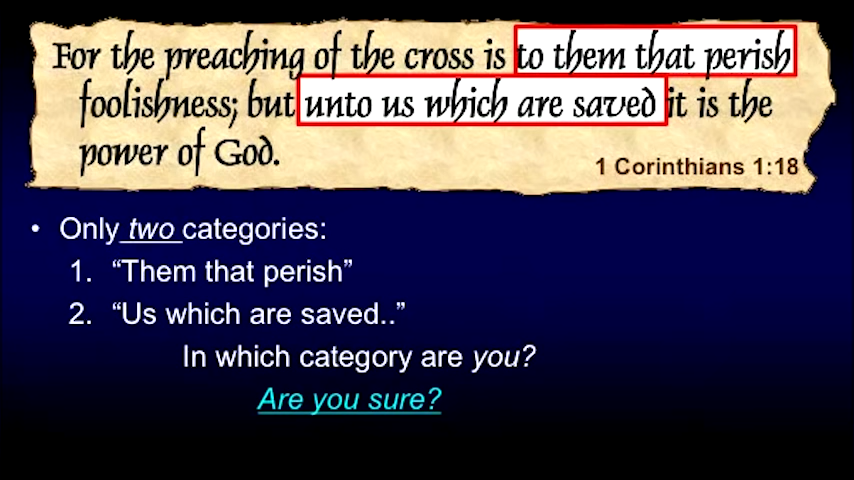 For the preaching of the cross is to them that perish
foolishness; but unto us which are saved it is the
power of God.
1 Corinthians 1:18
• Only two categories:
1. “Them that perish”
2. “Us which are saved..”
In which category are you?
Are you sure?